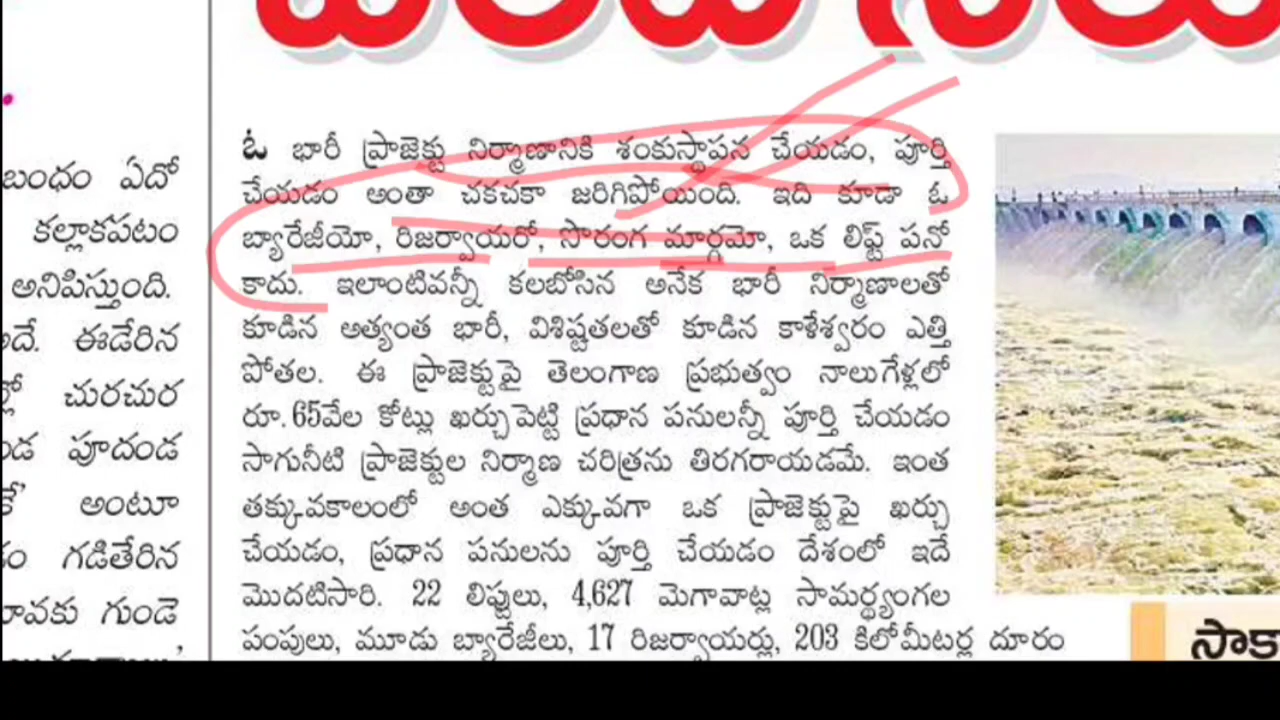 బంధం ఏదో
కల్లాకపటం
అనిపిస్తుంది.
అదే. ఈడేరిన
చురచుర
పూదండ
అంటూ
గడితేరిన
గుండె
ఓ భారీ ప్రాజెక్టు నిర్మాణానికి శంకుస్థాపన చేయడం, పూర్తి
చేయడం అంతా చకచకా జరిగిపోయింది. ఇది కూడా ఓ
బ్యారేజీయో, రిజర్వాయరో, సొరంగ మార్గమో, ఒక లిఫ్ట్ పనో
కాదు. ఇలాంటివన్నీ కలబోసిన అనేక భారీ నిర్మాణాలతో
కూడిన అత్యంత భారీ, విశిష్టతలతో కూడిన కాళేశ్వరం ఎత్తి
పోతల. ఈ ప్రాజెక్టుపై తెలంగాణ ప్రభుత్వం నాలుగేళ్లలో
రూ.65వేల కోట్లు ఖర్చుపెట్టి ప్రధాన పనులన్నీ పూర్తి చేయడం
సాగునీటి ప్రాజెక్టుల నిర్మాణ చరిత్రను తిరగరాయడమే. ఇంత
తక్కువకాలంలో అంత ఎక్కువగా ఒక ప్రాజెక్టుపై ఖర్చు
చేయడం, ప్రధాన పనులను పూర్తి చేయడం దేశంలో ఇదే
మొదటిసారి. 22 లిఫ్టులు, 4,627 మెగావాట్ల సామర్థ్యంగల
పంపులు, మూడు బ్యారేజీలు, 17 రిజర్వాయర్లు, 203 కిలోమీటర్ల దూరం
సాకా